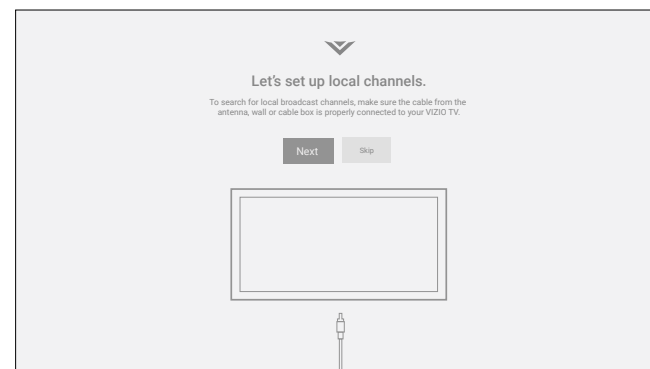 Let's set up local channels.
To search for local broadcast channels, make sure the cable from the
antenna, wall or cable box is properly connected to your VIZIO TV.
Next
Skip